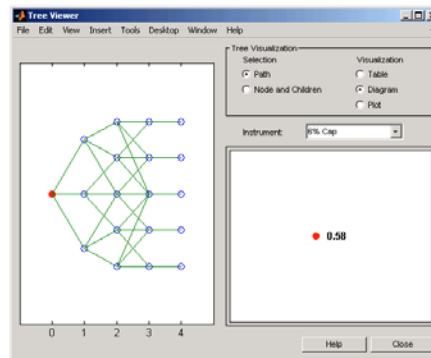 Tree Viewer
File Edit View Insert Tools Desktop Window Help
Tree Visualization
Selection Visualization
Path Table
Node and Children Diagram
Plot
Instrument: 6% Cap
0.58
0 1 2 3 4
Help Close